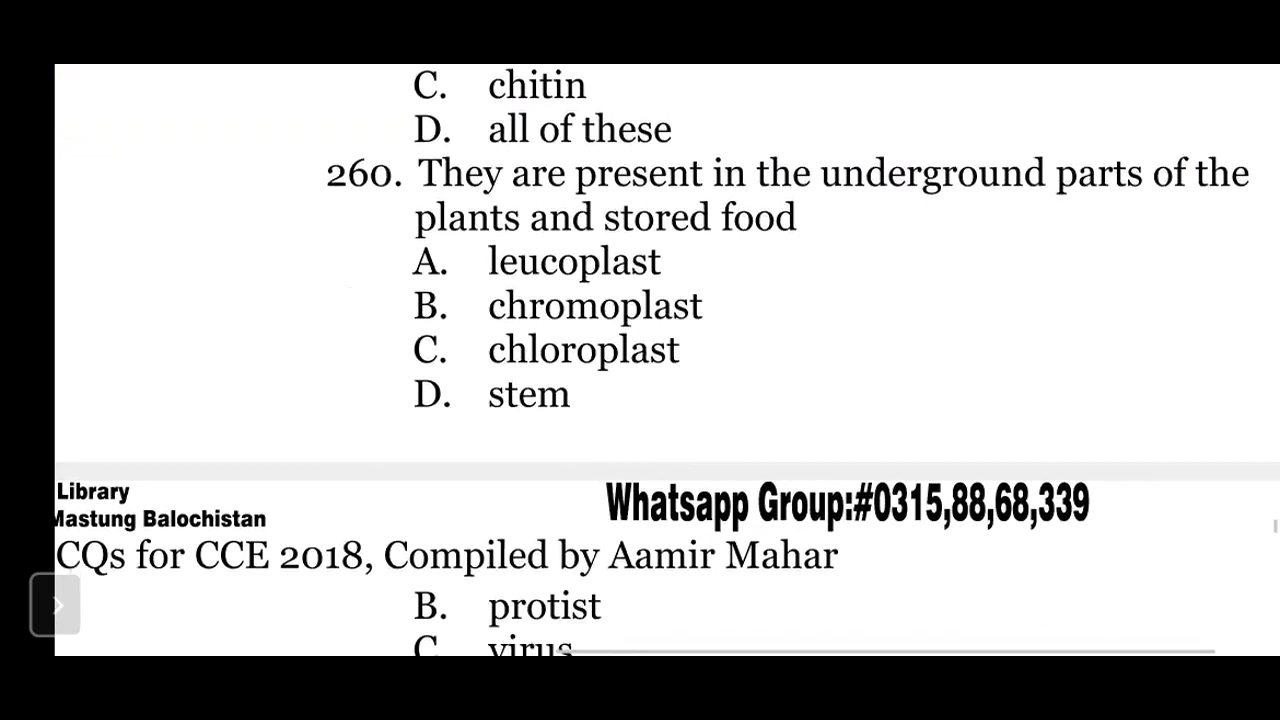 C. chitin
D. all of these
260. They are present in the underground parts of the
plants and stored food
A. leucoplast
B. chromoplast
C. chloroplast
D. stem
Library
Mastung Balochistan
Whatsapp Group:#0315,88,68,339
CQs for CCE 2018, Compiled by Aamir Mahar
B. protist
C. virus